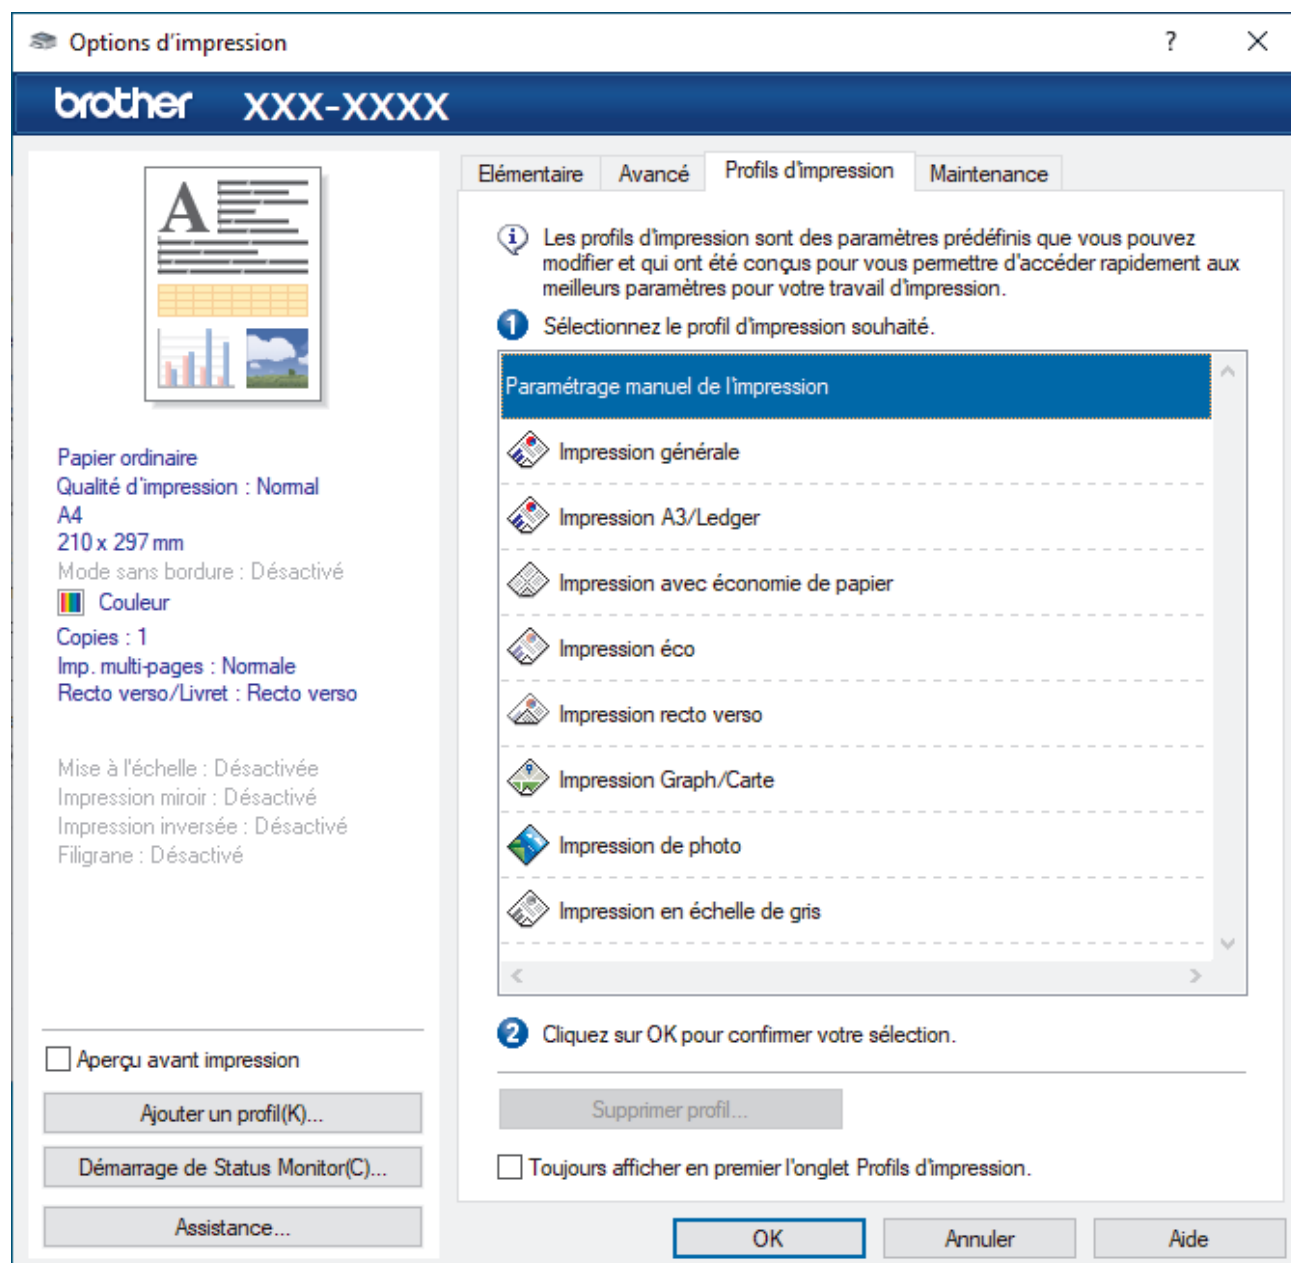 Options d'impression
?
brother XXX-XXXX
A
Papier ordinaire
Qualité d'impression : Normal
A4
210 x 297 mm
Mode sans bordure : Désactivé
Couleur
Copies : 1
Imp. multi-pages : Normale
Recto verso/Livret : Recto verso
Mise à l'échelle : Désactivée
Impression miroir : Désactivé
Impression inversée : Désactivé
Filigrane : Désactivé
Aperçu avant impression
Ajouter un profil(K)...
Démarrage de Status Monitor(C)...
Assistance...
Elémentaire
Avancé
Profils d'impression
Maintenance
Les profils d'impression sont des paramètres prédéfinis que vous pouvez
modifier et qui ont été conçus pour vous permettre d'accéder rapidement aux
meilleurs paramètres pour votre travail d'impression.
1 Sélectionnez le profil d'impression souhaité.
Paramétrage manuel de l'impression
Impression générale
Impression A3/Ledger
Impression avec économie de papier
Impression éco
Impression recto verso
Impression Graph/Carte
Impression de photo
Impression en échelle de gris
2 Cliquez sur OK pour confirmer votre sélection.
Supprimer profil...
Toujours afficher en premier l'onglet Profils d'impression.
OK
Annuler
Aide